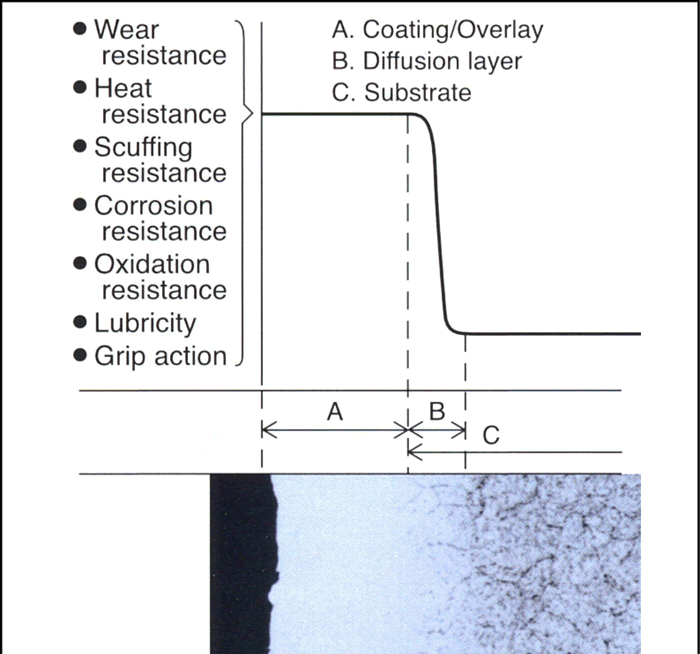 ● Wear
resistance
● Heat
resistance
● Scuffing
resistance
● Corrosion
resistance
● Oxidation
resistance
● Lubricity
● Grip action
A. Coating/Overlay
B. Diffusion layer
C. Substrate
A
B
C